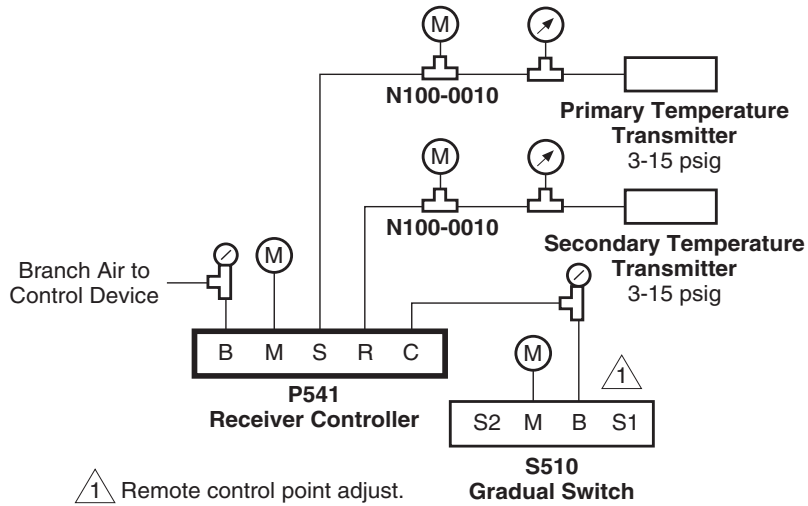 M
N100-0010
Primary Temperature
Transmitter
3-15 psig
M
N100-0010
Secondary Temperature
Transmitter
3-15 psig
Branch Air to
Control Device
M
B M S R C
P541
Receiver Controller
M
1
S2 M B S1
S510
Gradual Switch
1 Remote control point adjust.